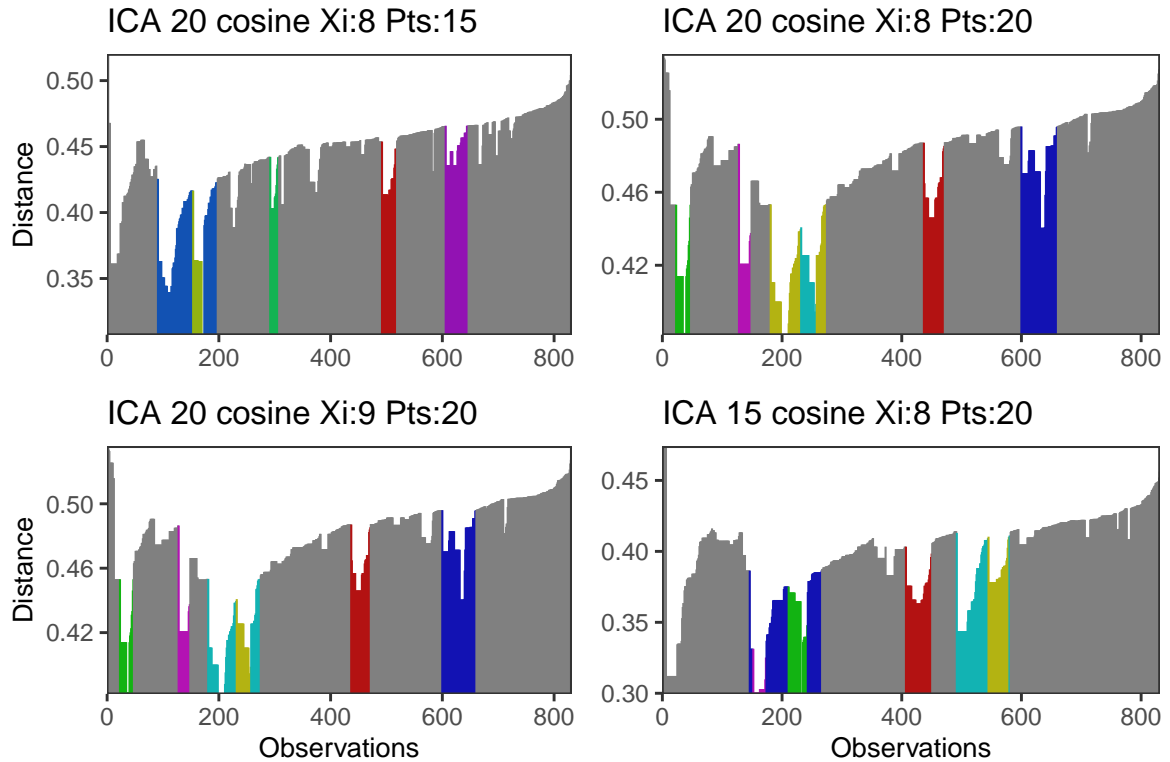 ICA 20 cosine Xi:8 Pts:15
ICA 20 cosine Xi:8 Pts:20
0.50
0.45
0.40
0.35
Distance
0 200 400 600 800
0.50
0.46
0.42
0 200 400 600 800
ICA 20 cosine Xi:9 Pts:20
ICA 15 cosine Xi:8 Pts:20
0.50
0.46
0.42
Distance
0 200 400 600 800
Observations
0.45
0.40
0.35
0.30
0 200 400 600 800
Observations